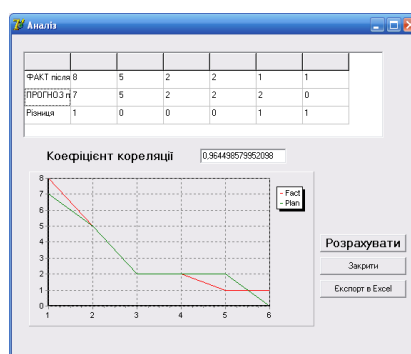 Аналіз
ФАКТ після 8 5 2 2 1 1
ПРОГНОЗ п 7 5 2 2 2 0
Різниця 1 0 0 0 1 1
Коефіцієнт кореляції 0,964498579952098
8
7
6
5
4
3
2
1
0
1 2 3 4 5 6
Fact
Plan
Розрахувати
Закрити
Експорт в Excel